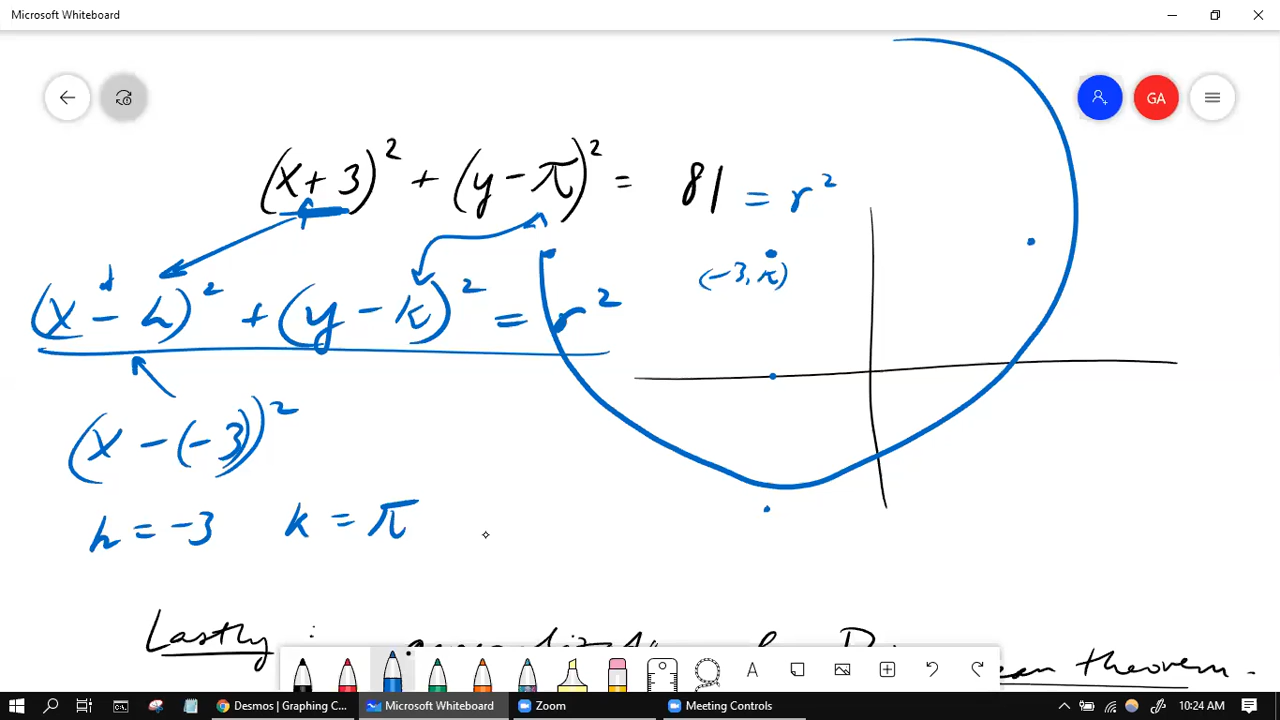 Microsoft Whiteboard
GA
(x + 3)² + (y − π)² = 81 = r²
(−3, π)
(x − h)² + (y − k)² = r²
(x − (−3))²
h = −3 k = π
Lastly :
ean theorem.
A
Desmos | Graphing C...
Microsoft Whiteboard
Zoom
Meeting Controls
10:24 AM